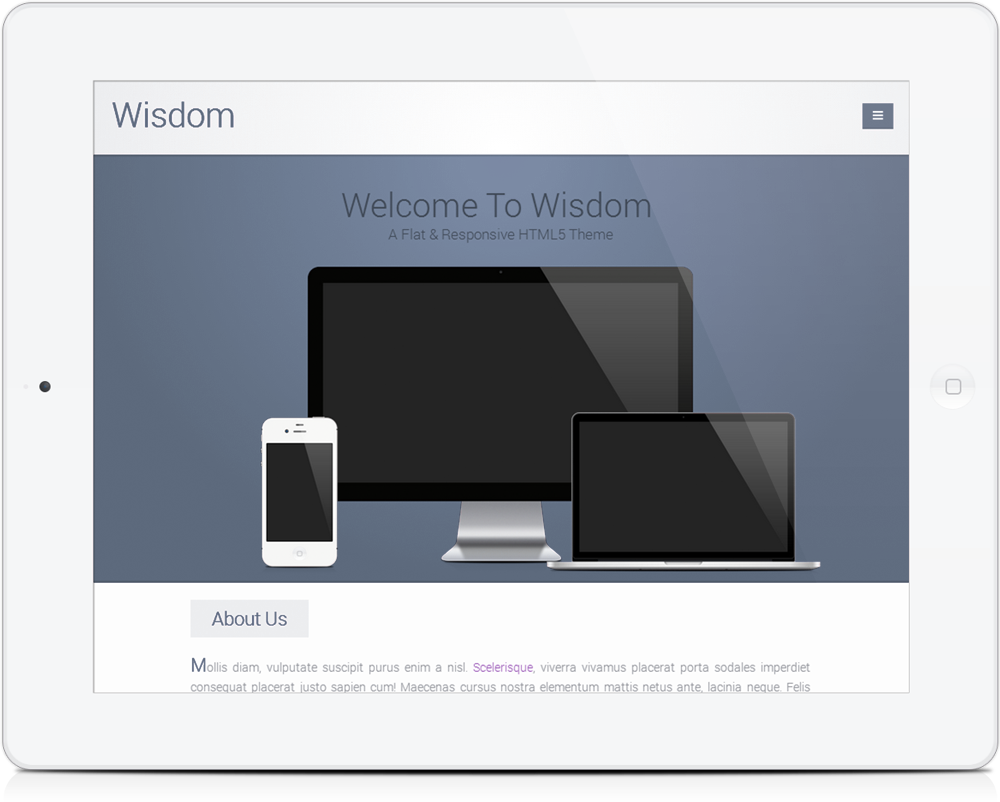 Wisdom
Welcome To Wisdom
A Flat & Responsive HTML5 Theme
About Us
Mollis diam, vulputate suscipit purus enim a nisl. Scelerisque, viverra vivamus placerat porta sodales imperdiet
consequat placerat justo sapien cum! Maecenas cursus nostra elementum mattis netus ante, lacinia neque. Felis